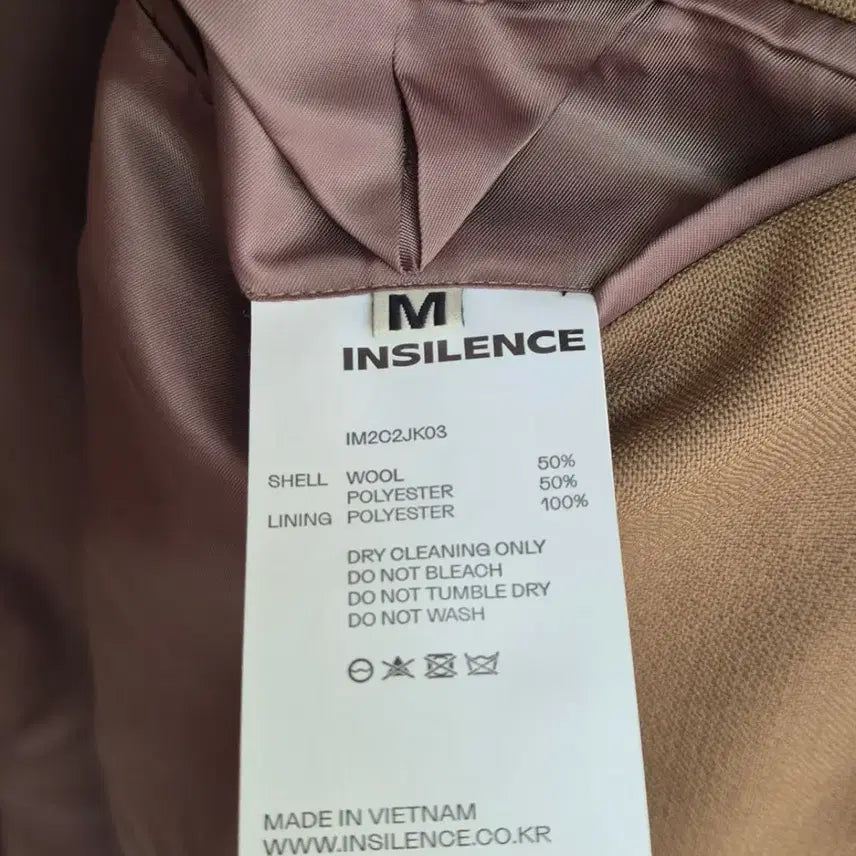 M
INSILENCE
IM2C2JK03
SHELL WOOL 50%
POLYESTER 50%
LINING POLYESTER 100%
DRY CLEANING ONLY
DO NOT BLEACH
DO NOT TUMBLE DRY
DO NOT WASH
MADE IN VIETNAM
WWW.INSILENCE.CO.KR